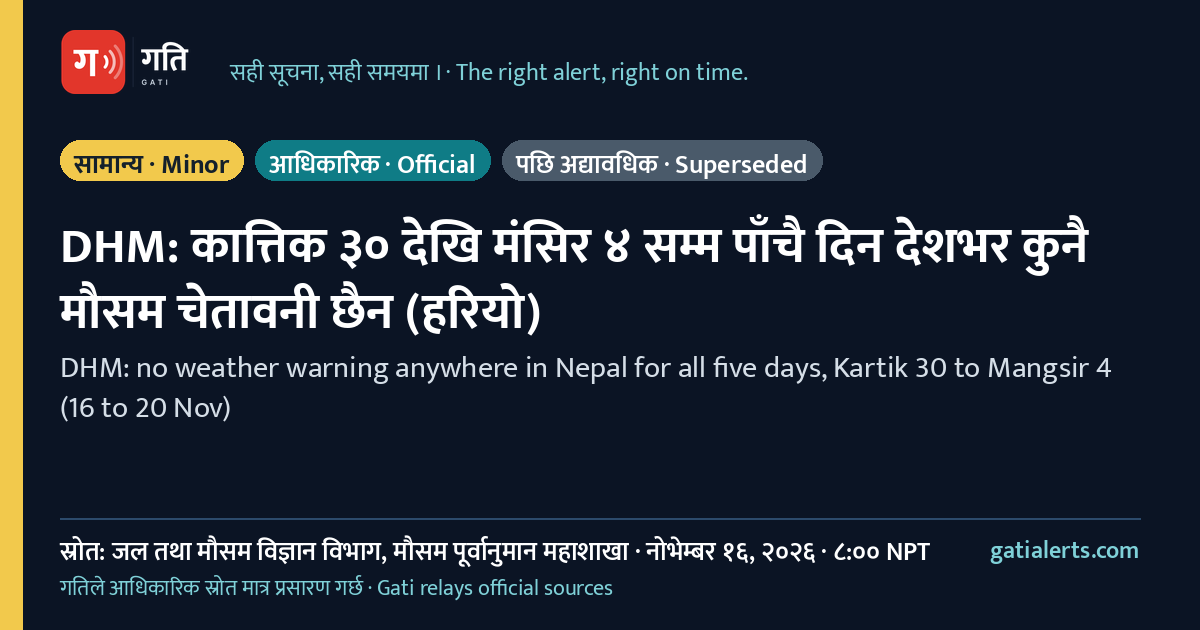 ग
गति
GATI
सही सूचना, सही समयमा । · The right alert, right on time.
सामान्य · Minor
आधिकारिक · Official
पछि अद्यावधिक · Superseded
DHM: कात्तिक ३० देखि मंसिर ४ सम्म पाँचै दिन देशभर कुनै
मौसम चेतावनी छैन (हरियो)
DHM: no weather warning anywhere in Nepal for all five days, Kartik 30 to Mangsir 4
(16 to 20 Nov)
स्रोत: जल तथा मौसम विज्ञान विभाग, मौसम पूर्वानुमान महाशाखा · नोभेम्बर १६, २०२६ · ८:०० NPT
gatialerts.com
गतिले आधिकारिक स्रोत मात्र प्रसारण गर्छ · Gati relays official sources